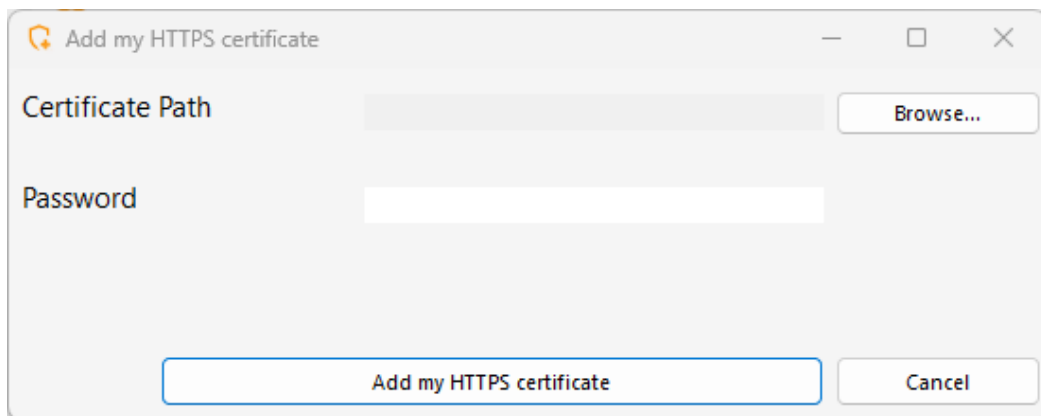 Add my HTTPS certificate
Certificate Path
Browse...
Password
Add my HTTPS certificate
Cancel